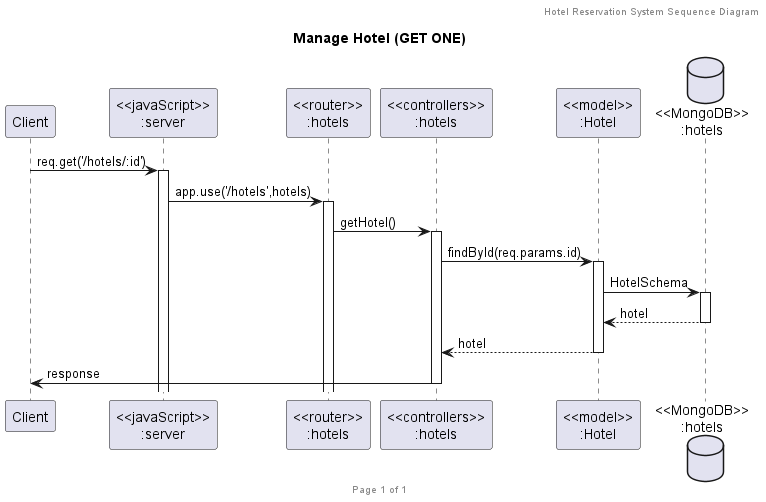 Hotel Reservation System Sequence Diagram
Manage Hotel (GET ONE)
Client
<<javaScript>>
:server
<<router>>
:hotels
<<controllers>>
:hotels
<<model>>
:Hotel
<<MongoDB>>
:hotels
req.get('/hotels/:id')
app.use('/hotels',hotels)
getHotel()
findById(req.params.id)
HotelSchema
hotel
hotel
response
Client
<<javaScript>>
:server
<<router>>
:hotels
<<controllers>>
:hotels
<<model>>
:Hotel
<<MongoDB>>
:hotels
Page 1 of 1